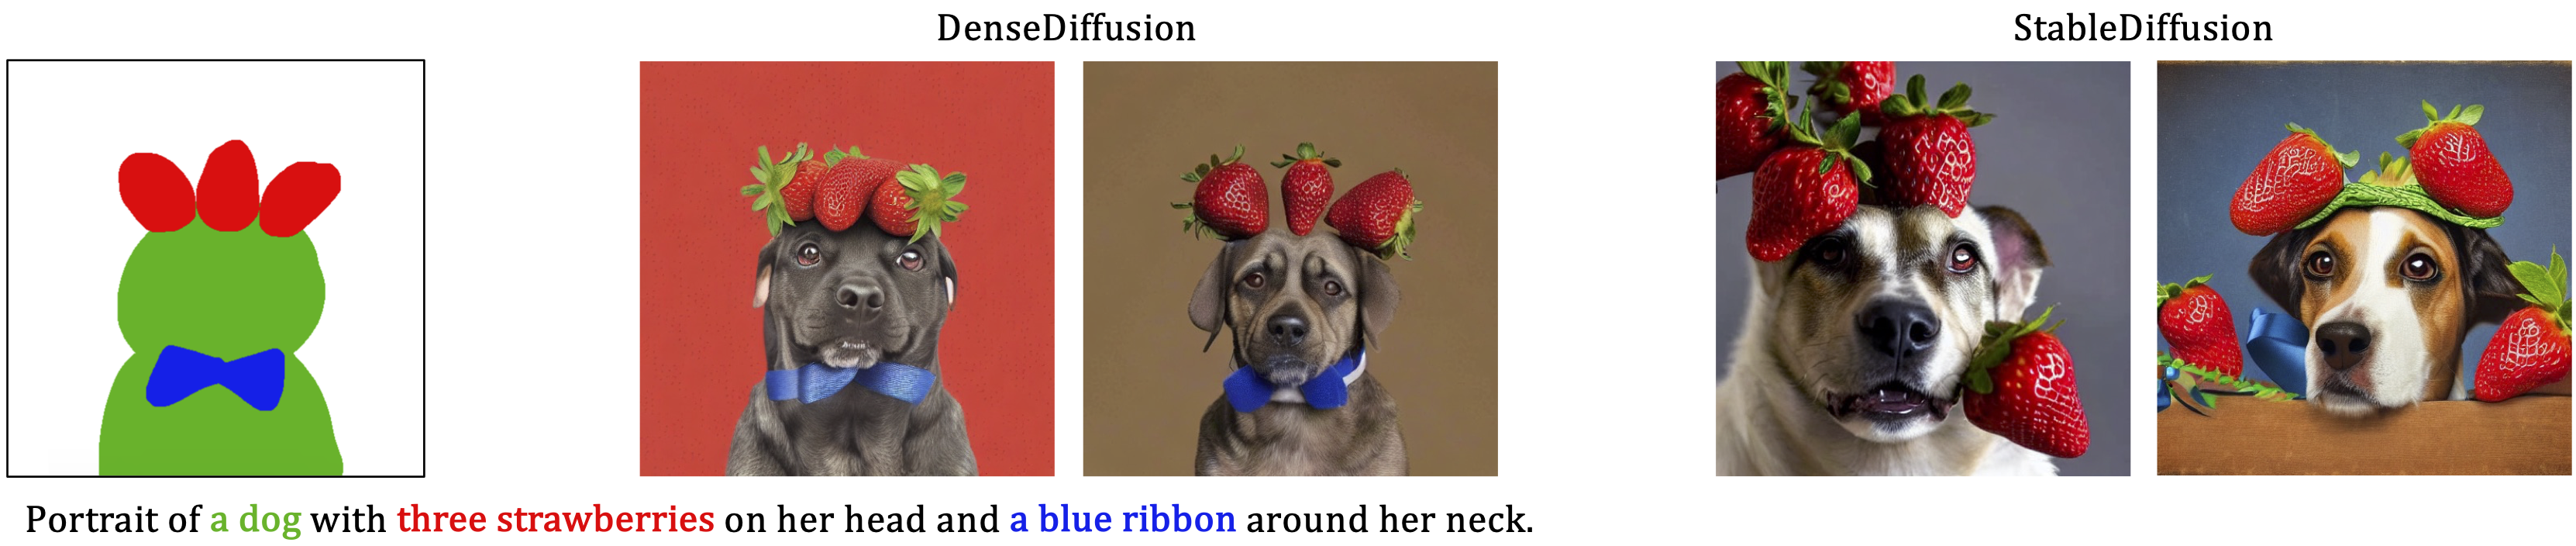 DenseDiffusion
StableDiffusion
Portrait of a dog with three strawberries on her head and a blue ribbon around her neck.